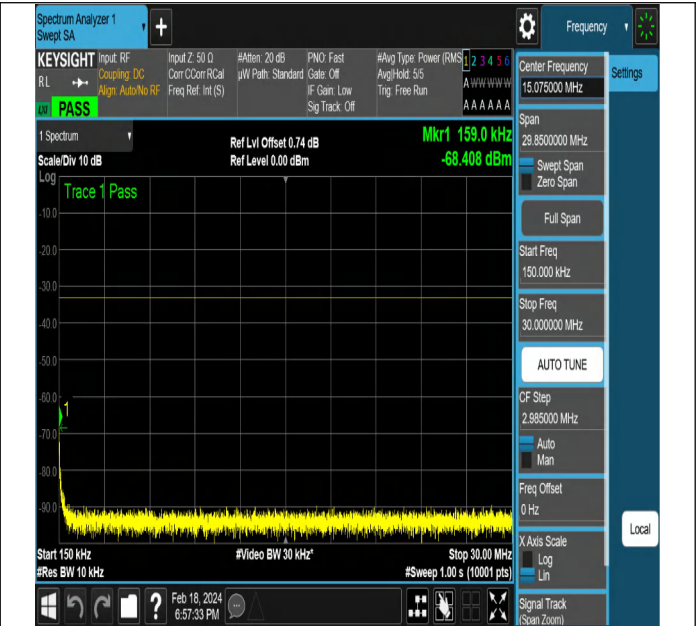 Spectrum Analyzer 1
Swept SA
+
Frequency
KEYSIGHT
RL
PASS
Input: RF
Coupling: DC
Align: Auto/No RF
Input Z: 50 Ω
Corr CCorr RCal
Freq Ref: Int (S)
#Atten: 20 dB
µW Path: Standard
PNO: Fast
Gate: Off
IF Gain: Low
Sig Track: Off
#Avg Type: Power (RMS
Avg|Hold: 5/5
Trig: Free Run
1 2 3 4 5 6
A W W W W W
A A A A A A
1 Spectrum
Scale/Div 10 dB
Ref Lvl Offset 0.74 dB
Ref Level 0.00 dBm
Mkr1 159.0 kHz
-68.408 dBm
Log
Trace 1 Pass
-10.0
-20.0
-30.0
-40.0
-50.0
-60.0
1
-70.0
-80.0
-90.0
Start 150 kHz
#Res BW 10 kHz
#Video BW 30 kHz*
Stop 30.00 MHz
#Sweep 1.00 s (10001 pts)
Feb 18, 2024
6:57:33 PM
Center Frequency
15.075000 MHz
Settings
Span
29.8500000 MHz
Swept Span
Zero Span
Full Span
Start Freq
150.000 kHz
Stop Freq
30.000000 MHz
AUTO TUNE
CF Step
2.985000 MHz
Auto
Man
Freq Offset
0 Hz
X Axis Scale
Log
Lin
Local
Signal Track
(Span Zoom)